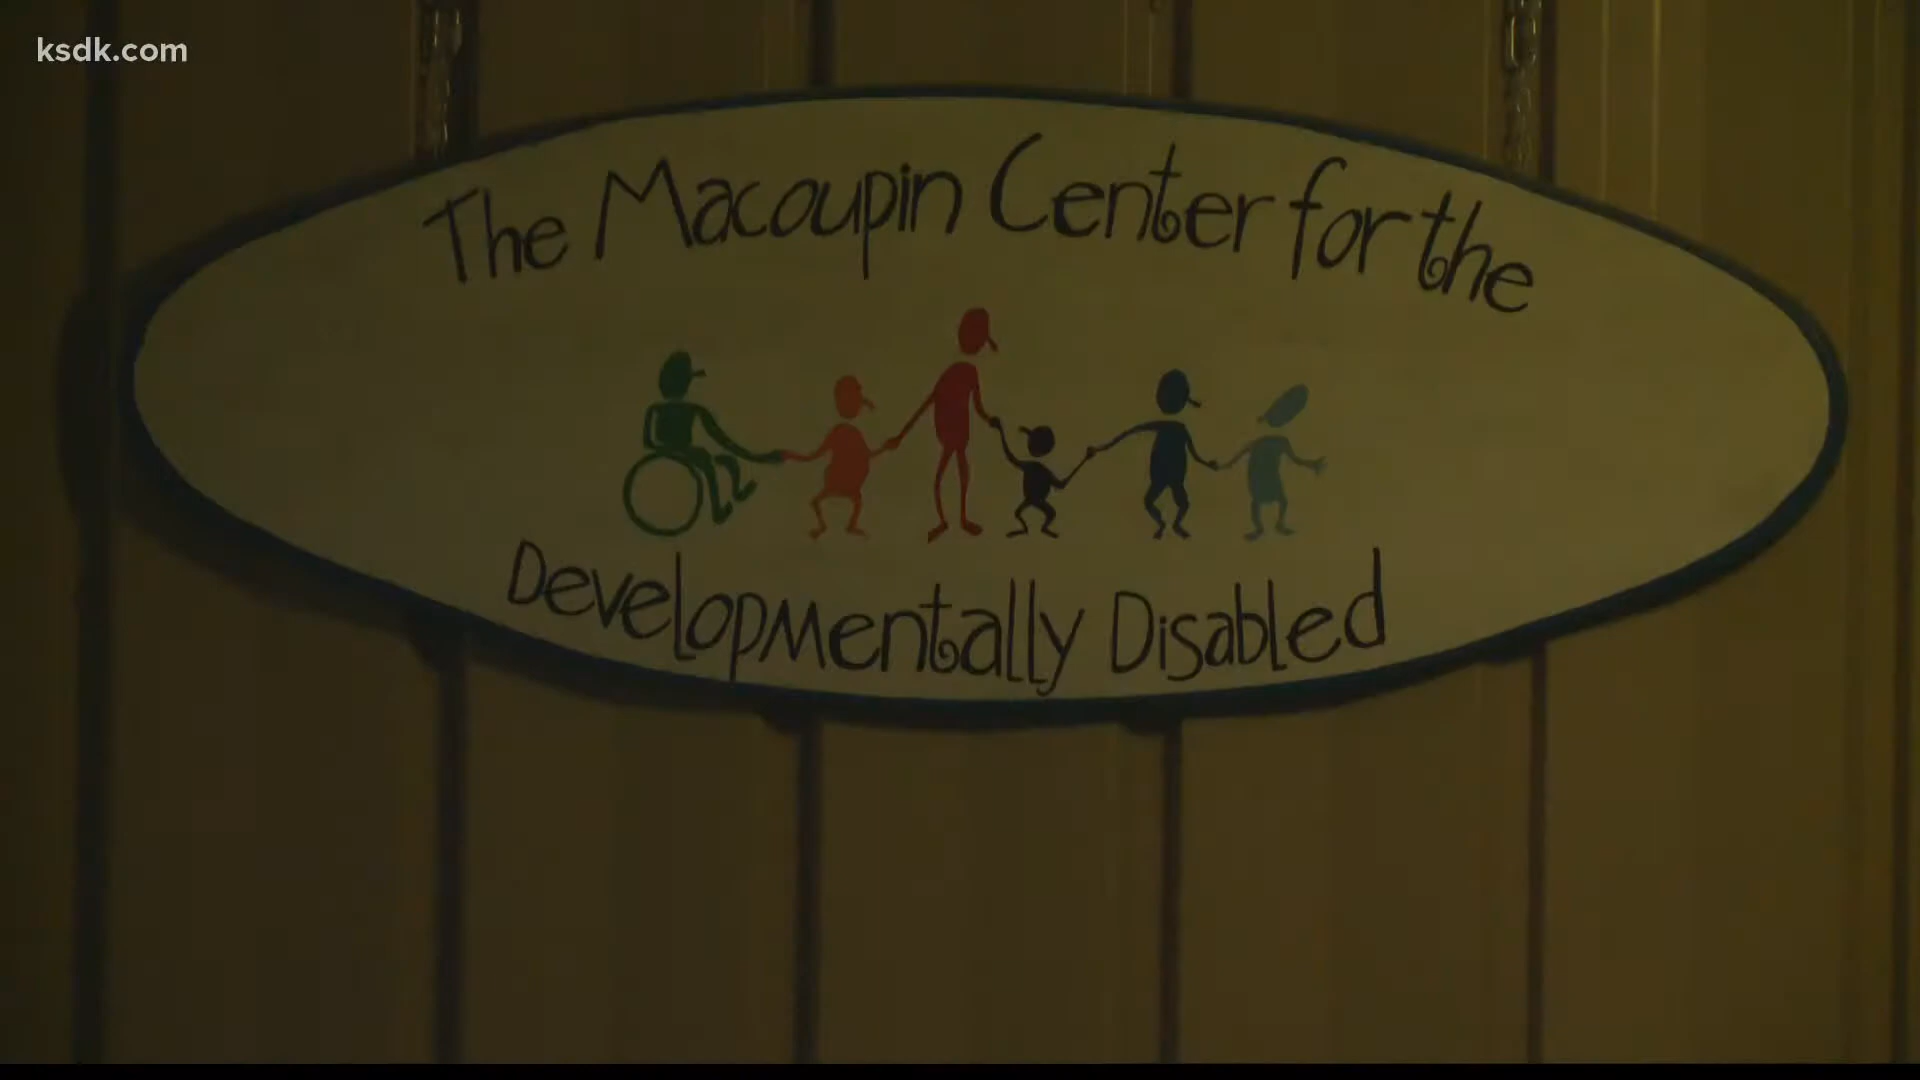 ksdk.com
The Macoupin Center for the
Developmentally Disabled